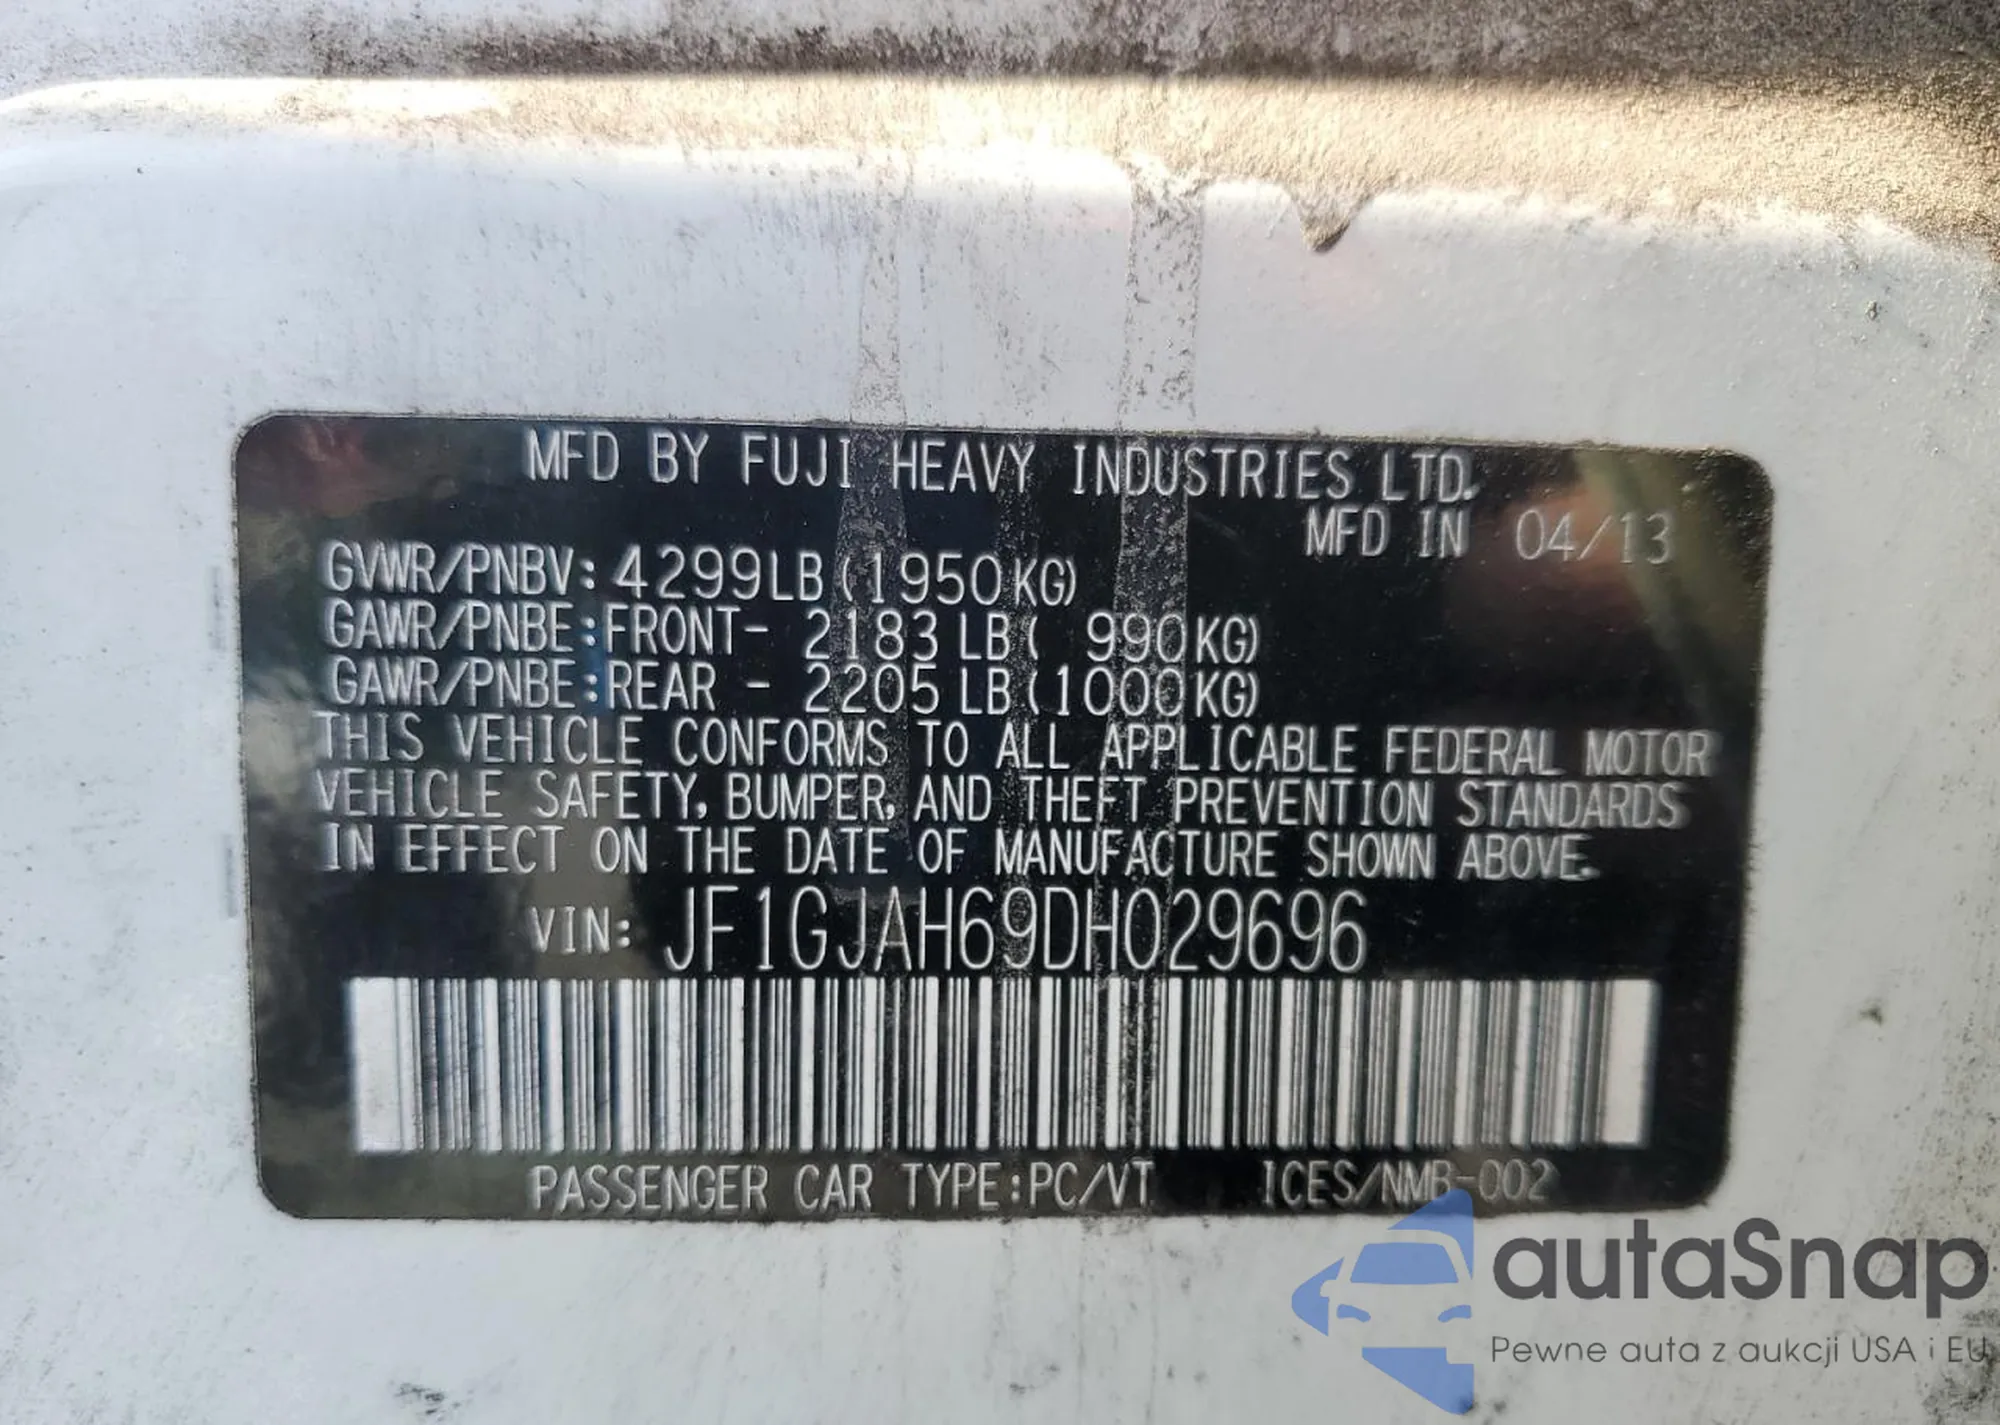 MFD BY FUJI HEAVY INDUSTRIES LTD.
MFD IN 04/13
GVWR/PNBV: 4299LB (1950KG)
GAWR/PNBE:FRONT- 2183 LB ( 990KG)
GAWR/PNBE:REAR - 2205 LB (1000KG)
THIS VEHICLE CONFORMS TO ALL APPLICABLE FEDERAL MOTOR
VEHICLE SAFETY, BUMPER, AND THEFT PREVENTION STANDARDS
IN EFFECT ON THE DATE OF MANUFACTURE SHOWN ABOVE.
VIN: JF1GJAH69DH029696
PASSENGER CAR TYPE:PC/VT ICES/NMB-002
autaSnap
Pewne auta z aukcji USA i EU